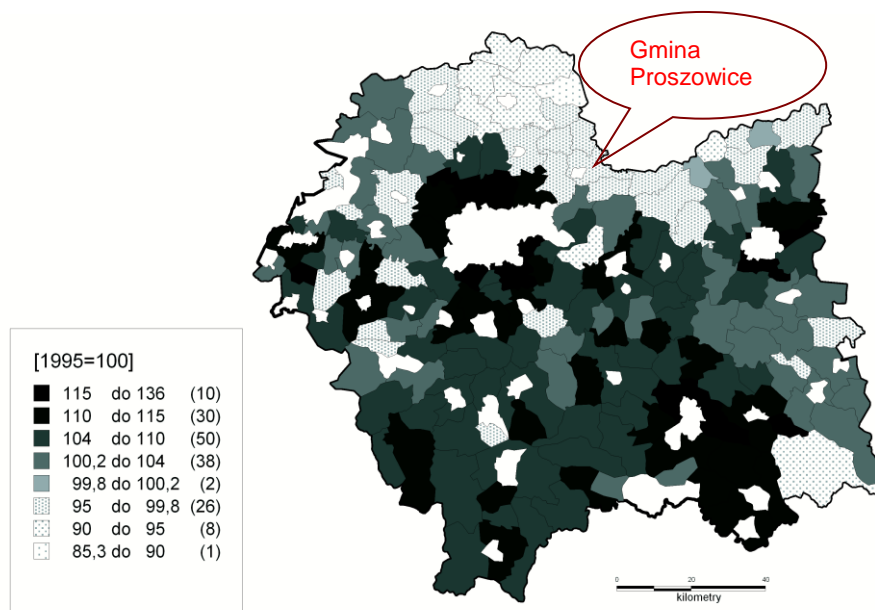 Gmina
Proszowice
[1995=100]
115 do 136 (10)
110 do 115 (30)
104 do 110 (50)
100,2 do 104 (38)
99,8 do 100,2 (2)
95 do 99,8 (26)
90 do 95 (8)
85,3 do 90 (1)
0 20 40
kilometry